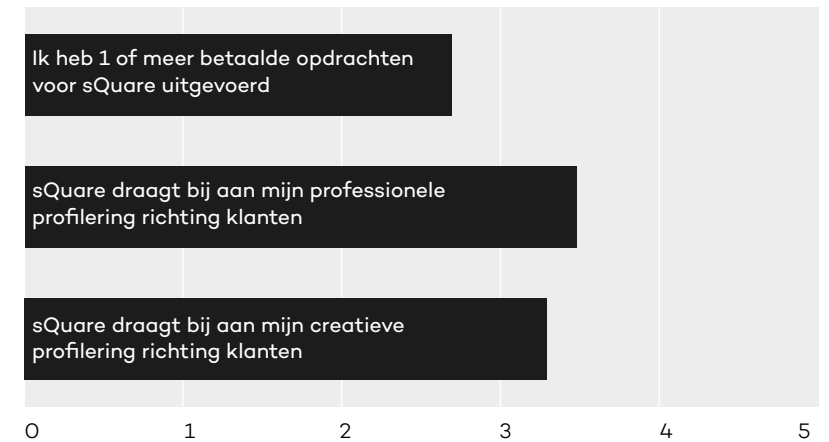 Ik heb 1 of meer betaalde opdrachten
voor sQuare uitgevoerd
sQuare draagt bij aan mijn professionele
profilering richting klanten
sQuare draagt bij aan mijn creatieve
profilering richting klanten
0 1 2 3 4 5